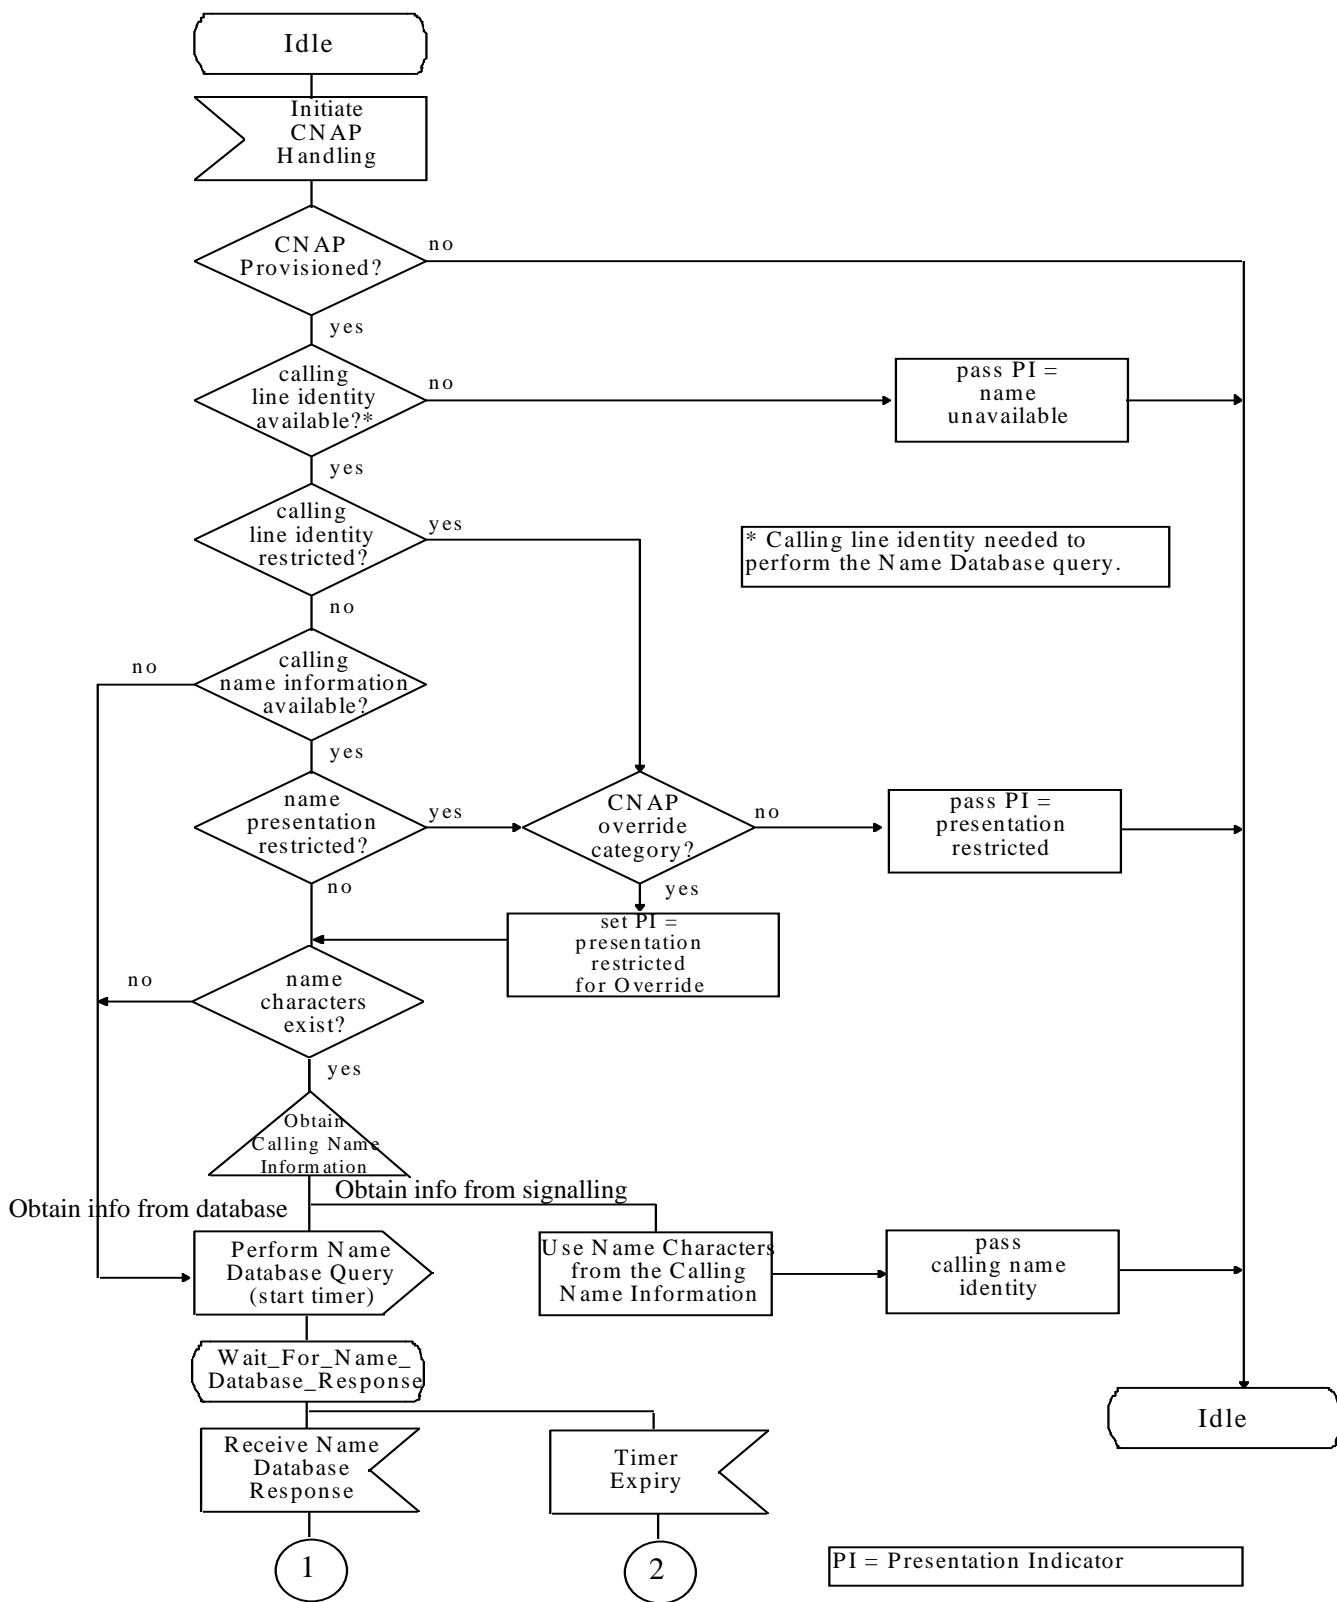 Idle
Initiate
CNAP
Handling
CNAP
Provisioned?
no
yes
calling
line identity
available?*
no
pass PI =
name
unavailable
yes
calling
line identity
restricted?
yes
* Calling line identity needed to
perform the Name Database query.
no
calling
name information
available?
no
yes
name
presentation
restricted?
yes
CNAP
override
category?
no
pass PI =
presentation
restricted
no
yes
set PI =
presentation
restricted
for Override
name
characters
exist?
no
yes
Obtain
Calling Name
Information
Obtain info from signalling
Obtain info from database
Perform Name
Database Query
(start timer)
Use Name Characters
from the Calling
Name Information
pass
calling name
identity
Wait_For_Name_
Database_Response
Idle
Receive Name
Database
Response
Timer
Expiry
1
2
PI = Presentation Indicator